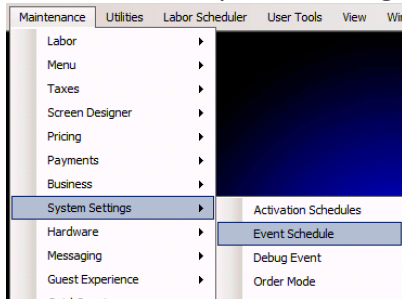 Maintenance Utilities Labor Scheduler User Tools View
Labor
Menu
Taxes
Screen Designer
Pricing
Payments
Business
System Settings
Activation Schedules
Hardware
Event Schedule
Messaging
Debug Event
Guest Experience
Order Mode